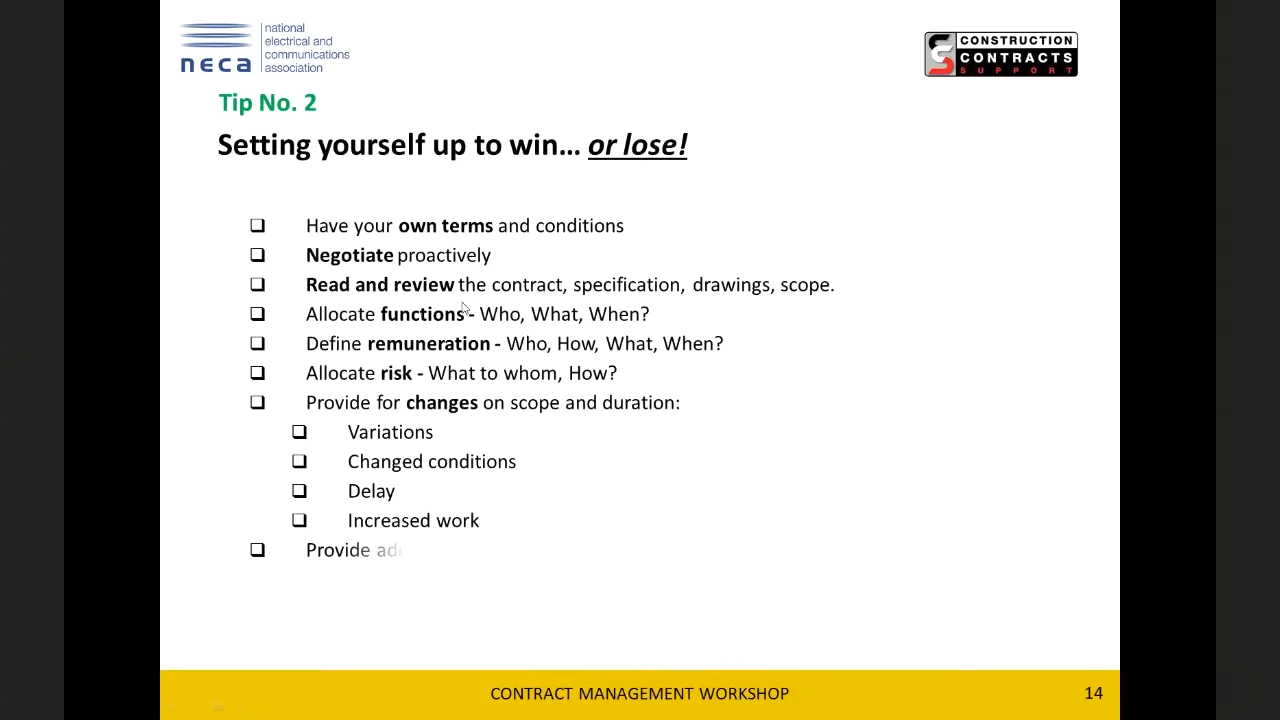 national
electrical and
communications
association
neca
CONSTRUCTION
CONTRACTS
SUPPORT
Tip No. 2
Setting yourself up to win... or lose!
❑ Have your own terms and conditions
❑ Negotiate proactively
❑ Read and review the contract, specification, drawings, scope.
❑ Allocate functions - Who, What, When?
❑ Define remuneration - Who, How, What, When?
❑ Allocate risk - What to whom, How?
❑ Provide for changes on scope and duration:
❑ Variations
❑ Changed conditions
❑ Delay
❑ Increased work
❑ Provide
CONTRACT MANAGEMENT WORKSHOP
14